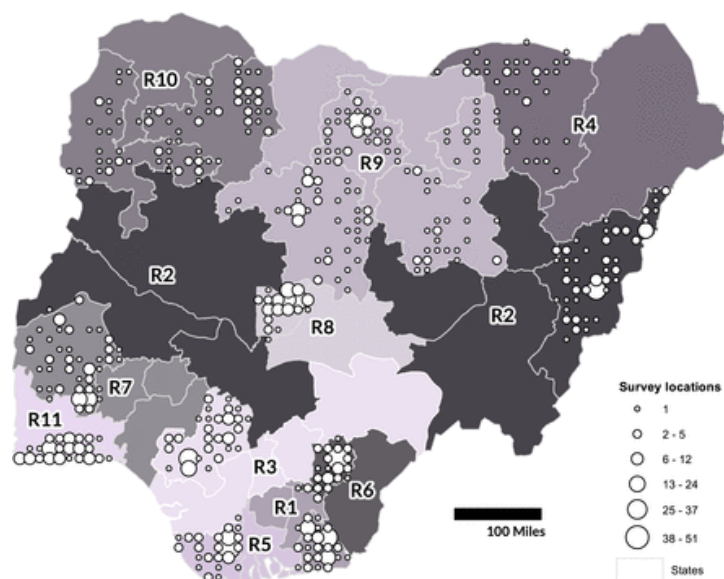 R10
R4
R9
R2
R2
R8
R7
R11
R3
R6
R1
R5
100 Miles
Survey locations
1
2 - 5
6 - 12
13 - 24
25 - 37
38 - 51
States